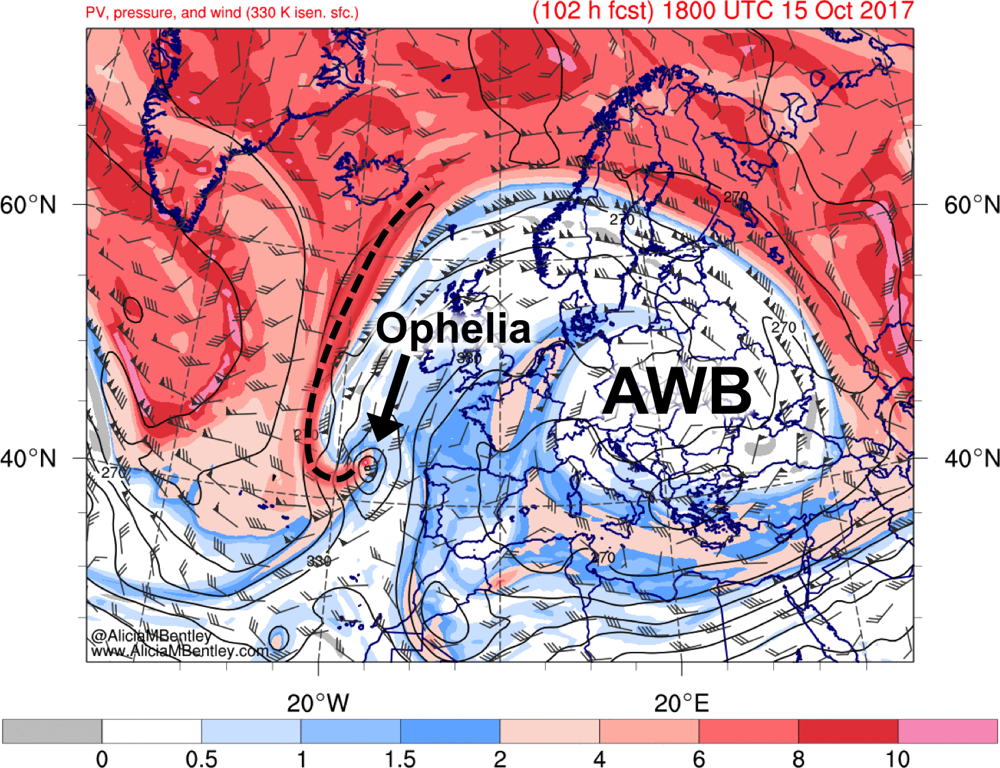 PV, pressure, and wind (330 K isen. sfc.) (102 h fcst) 1800 UTC 15 Oct 2017
60°N 60°N
270
270
Ophelia
270
330
AWB
270
40°N 40°N
270
270
330
@AliciaMBentley
www.AliciaMBentley.com
20°W 20°E
0 0.5 1 1.5 2 4 6 8 10